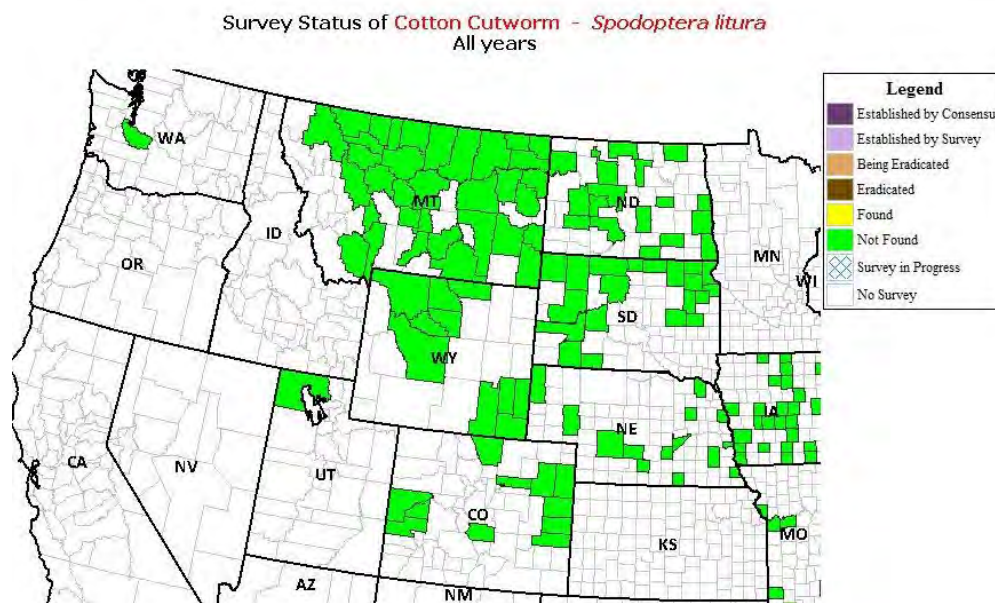 Survey Status of Cotton Cutworm - Spodoptera litura
All years
Legend
Established by Consensu
Established by Survey
Being Eradicated
Eradicated
Found
Not Found
Survey in Progress
No Survey
WA
MT
ND
MN
WI
OR
ID
SD
WY
IA
NE
CA
NV
UT
CO
KS
MO
AZ
NM